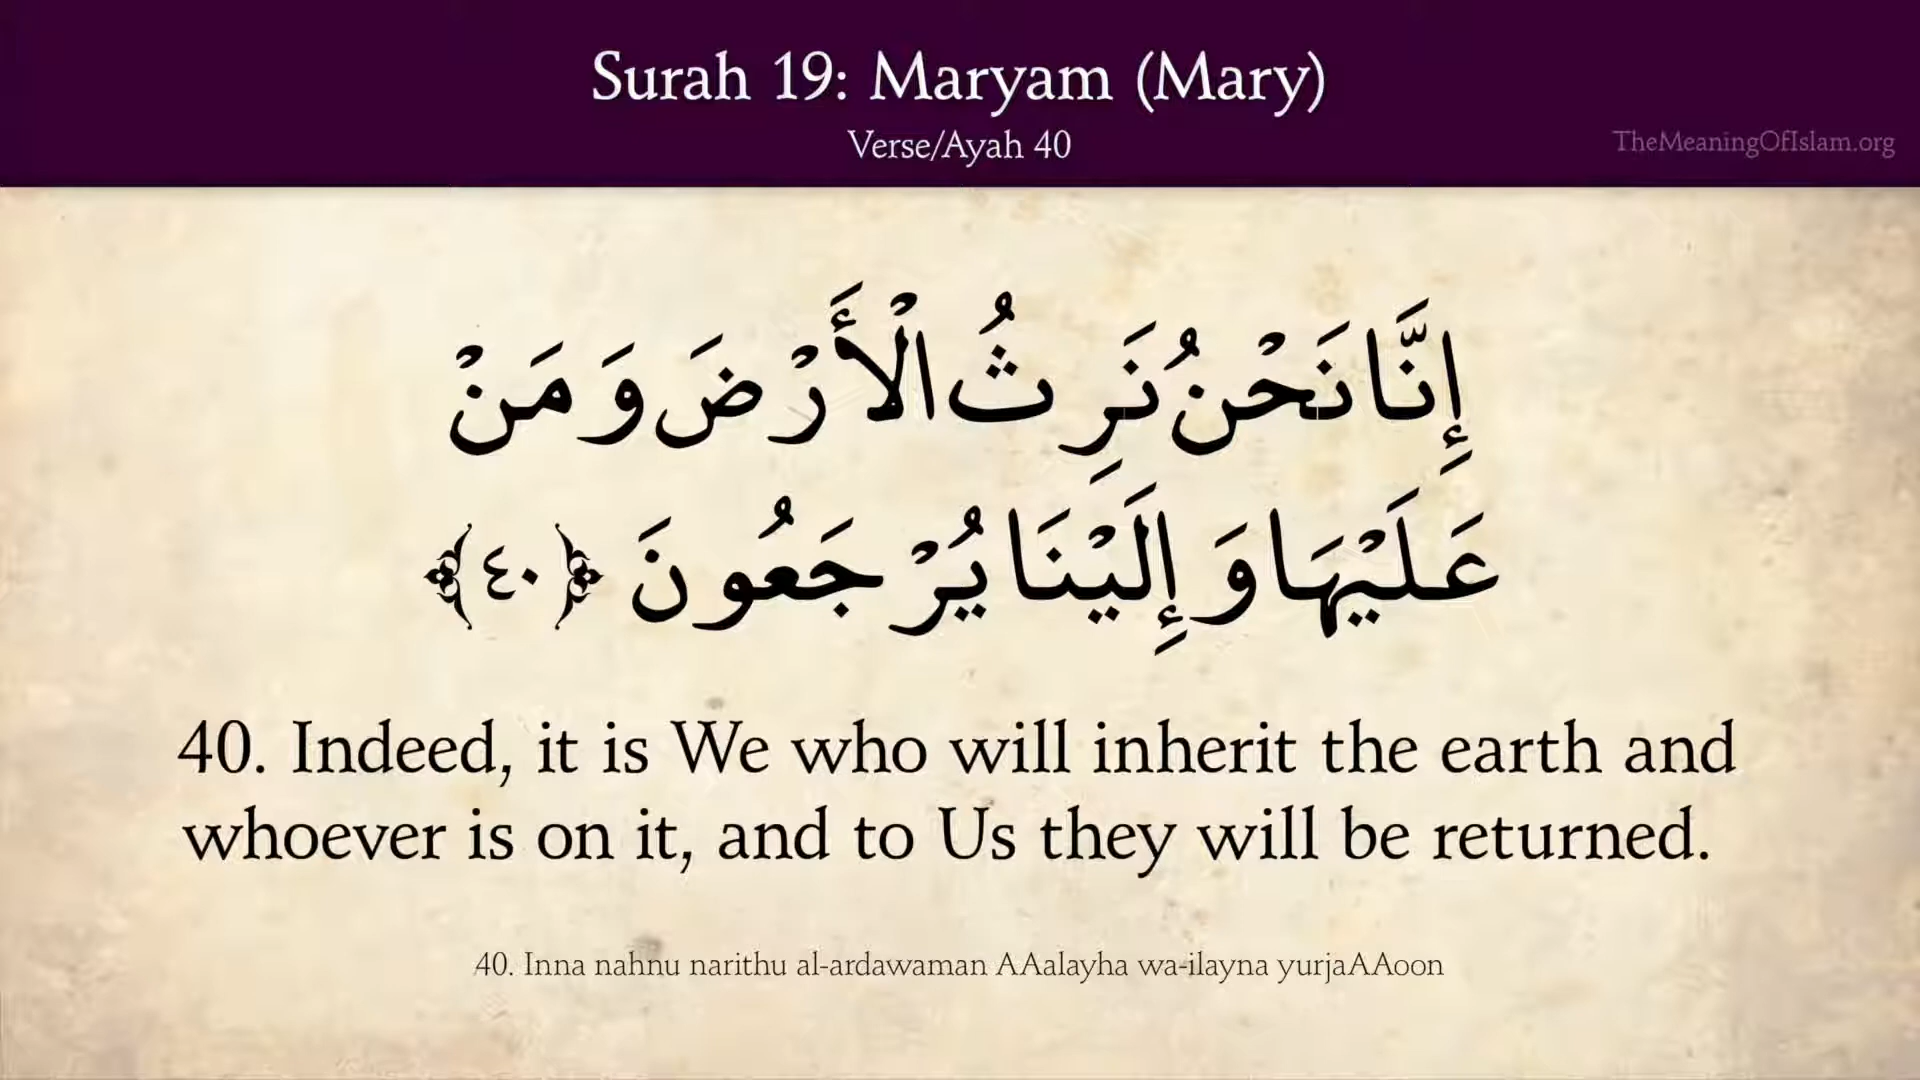 Surah 19: Maryam (Mary)
Verse/Ayah 40
TheMeaningOfIslam.org
إِنَّا نَحْنُ نَرِثُ الْأَرْضَ وَمَنْ
عَلَيْهَا وَإِلَيْنَا يُرْجَعُونَ ﴿٤٠﴾
40. Indeed, it is We who will inherit the earth and
whoever is on it, and to Us they will be returned.
40. Inna nahnu narithu al-ardawaman AAalayha wa-ilayna yurjaAAoon